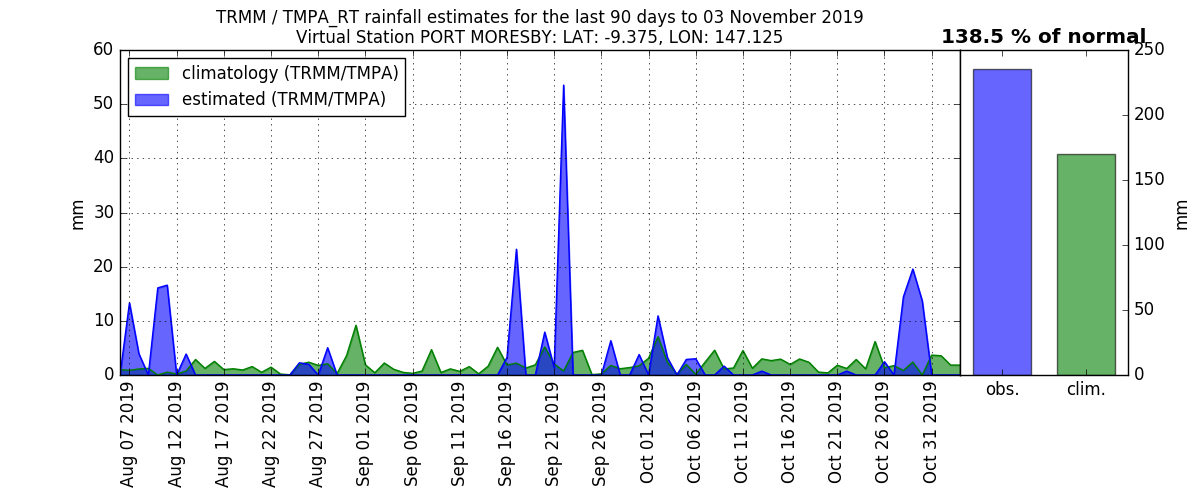 TRMM / TMPA_RT rainfall estimates for the last 90 days to 03 November 2019
Virtual Station PORT MORESBY: LAT: -9.375, LON: 147.125
138.5 % of normal
climatology (TRMM/TMPA)
estimated (TRMM/TMPA)
60
50
40
30
20
10
0
mm
250
200
150
100
50
0
mm
Aug 07 2019
Aug 12 2019
Aug 17 2019
Aug 22 2019
Aug 27 2019
Sep 01 2019
Sep 06 2019
Sep 11 2019
Sep 16 2019
Sep 21 2019
Sep 26 2019
Oct 01 2019
Oct 06 2019
Oct 11 2019
Oct 16 2019
Oct 21 2019
Oct 26 2019
Oct 31 2019
obs.
clim.